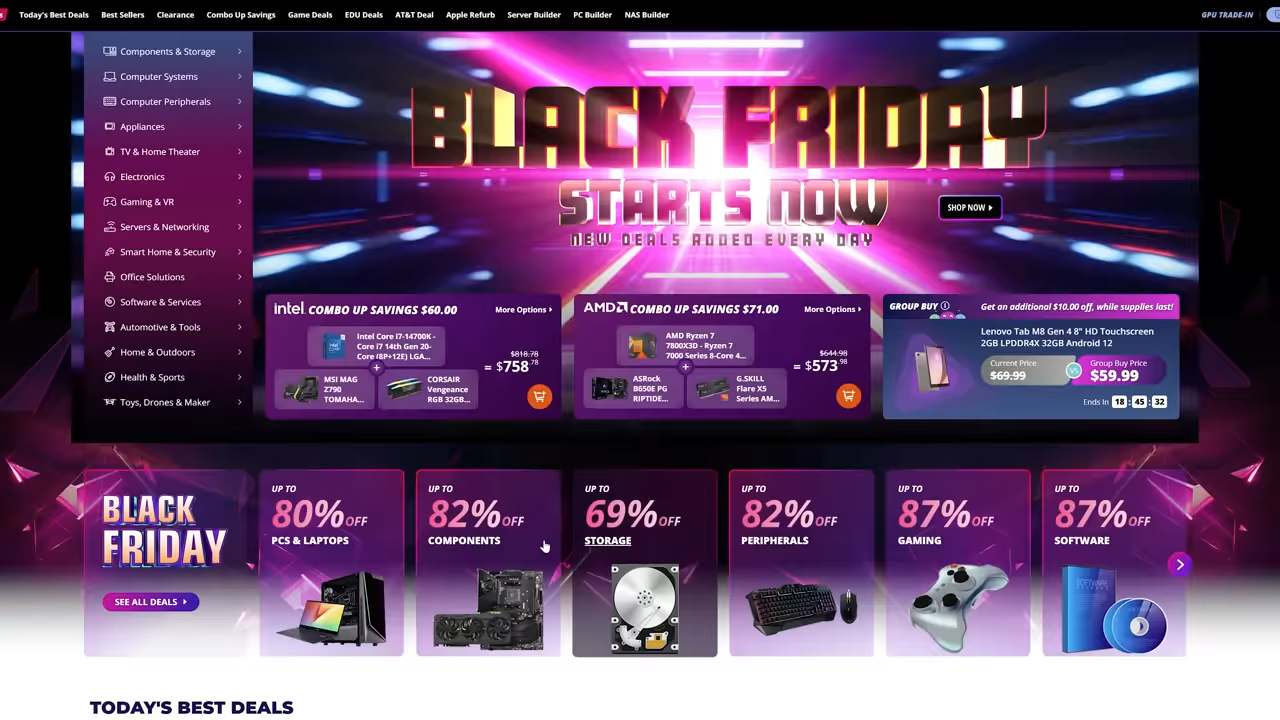 Today's Best Deals
Best Sellers
Clearance
Combo Up Savings
Game Deals
EDU Deals
AT&T Deal
Apple Refurb
Server Builder
PC Builder
NAS Builder
GPU TRADE-IN
Components & Storage
Computer Systems
Computer Peripherals
Appliances
TV & Home Theater
Electronics
Gaming & VR
Servers & Networking
Smart Home & Security
Office Solutions
Software & Services
Automotive & Tools
Home & Outdoors
Health & Sports
Toys, Drones & Maker
BLACK FRIDAY
STARTS NOW
NEW DEALS ADDED EVERY DAY
SHOP NOW
intel. COMBO UP SAVINGS $60.00
More Options
Intel Core i7-14700K -
Core i7 14th Gen 20-
Core (8P+12E) LGA...
+
MSI MAG
Z790
TOMAHA...
CORSAIR
Vengeance
RGB 32GB...
$818.78
= $758.78
AMD COMBO UP SAVINGS $71.00
More Options
AMD Ryzen 7
7800X3D - Ryzen 7
7000 Series 8-Core 4...
+
ASRock
B650E PG
RIPTIDE...
G.SKILL
Flare X5
Series AM...
$644.98
= $573.98
GROUP BUY
Get an additional $10.00 off, while supplies last!
Lenovo Tab M8 Gen 4 8" HD Touchscreen
2GB LPDDR4X 32GB Android 12
Current Price
$69.99
VS
Group Buy Price
$59.99
Ends In 18 : 45 : 32
BLACK
FRIDAY
SEE ALL DEALS
UP TO
80% OFF
PCS & LAPTOPS
UP TO
82% OFF
COMPONENTS
UP TO
69% OFF
STORAGE
UP TO
82% OFF
PERIPHERALS
UP TO
87% OFF
GAMING
UP TO
87% OFF
SOFTWARE
TODAY'S BEST DEALS